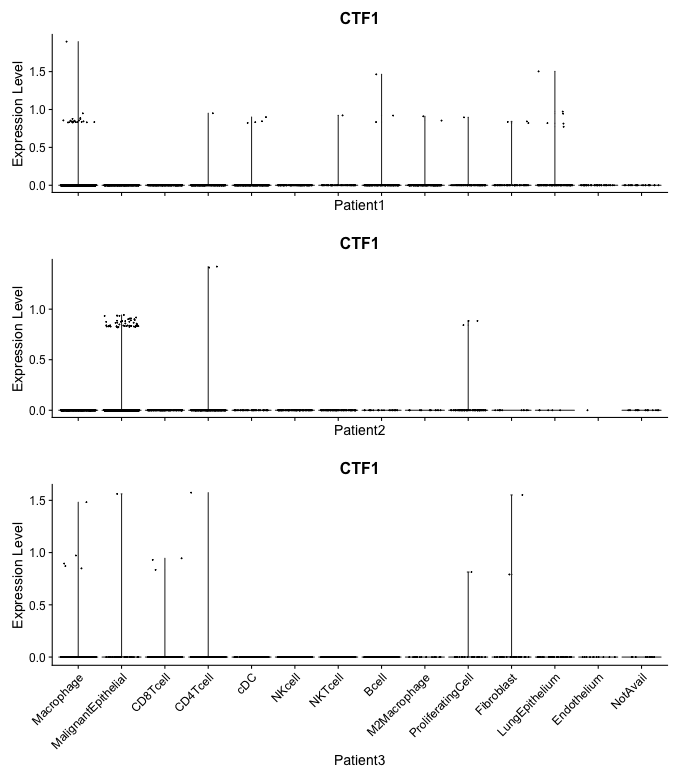 CTF1
Expression Level
1.5
1.0
0.5
0.0
Patient1
CTF1
Expression Level
1.0
0.5
0.0
Patient2
CTF1
Expression Level
1.5
1.0
0.5
0.0
Macrophage
MalignantEpithelial
CD8Tcell
CD4Tcell
cDC
NKcell
NKTcell
Bcell
M2Macrophage
ProliferatingCell
Fibroblast
LungEpithelium
Endothelium
NotAvail
Patient3